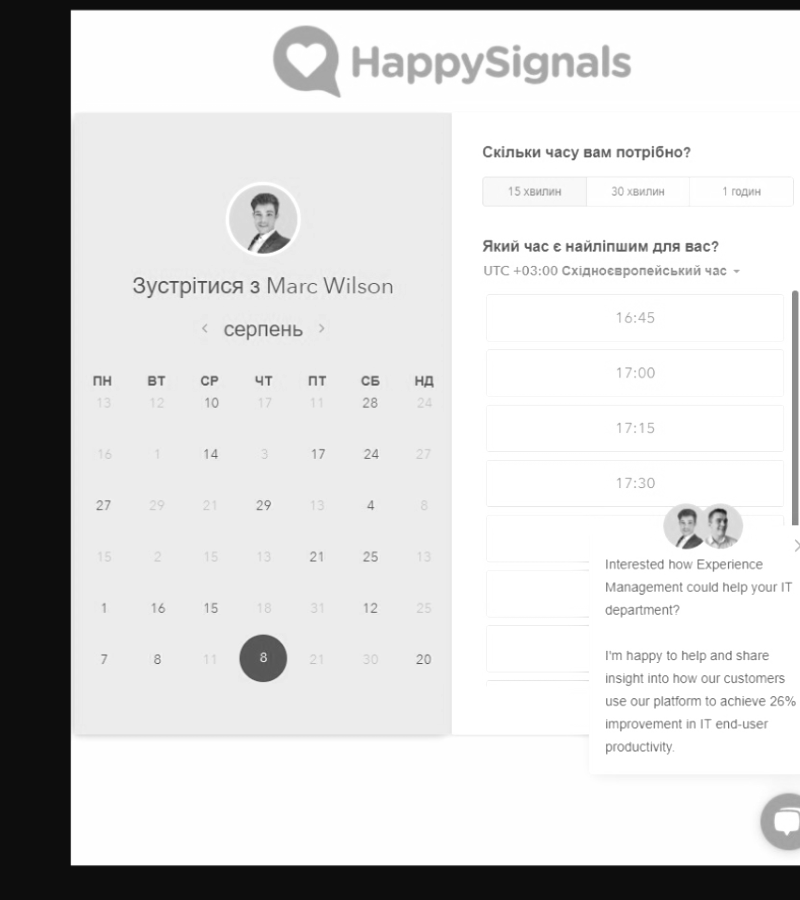 HappySignals
Зустрітися з Marc Wilson
серпень
ПН ВТ СР ЧТ ПТ СБ НД
13 12 10 17 11 28 24
16 1 14 3 17 24 27
27 29 21 29 13 4 8
15 2 15 13 21 25 13
1 16 15 18 31 12 25
7 8 11 8 21 30 20
Скільки часу вам потрібно?
15 хвилин 30 хвилин 1 годин
Який час є найліпшим для вас?
UTC +03:00 Східноєвропейський час
16:45
17:00
17:15
17:30
Interested how Experience
Management could help your IT
department?
I'm happy to help and share
insight into how our customers
use our platform to achieve 26%
improvement in IT end-user
productivity.